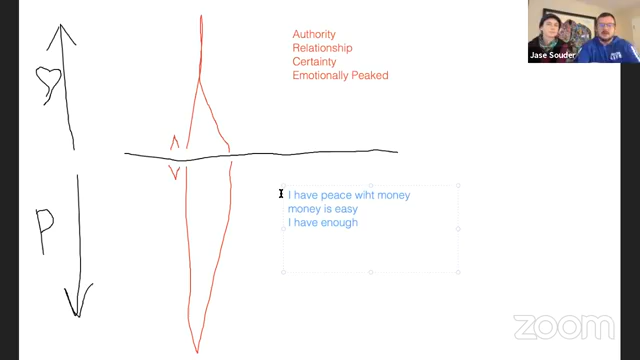 Authority
Relationship
Certainty
Emotionally Peaked
Jase Souder
P
I have peace wiht money
money is easy
I have enough
zoom